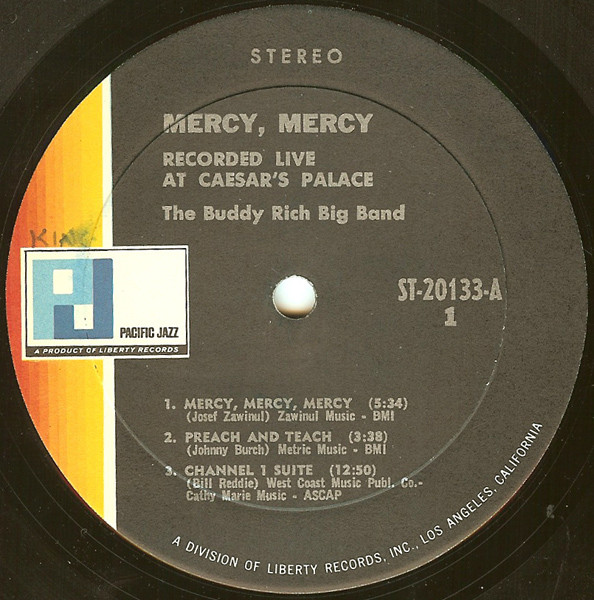 STEREO
MERCY, MERCY
RECORDED LIVE
AT CAESAR'S PALACE
The Buddy Rich Big Band
KING
PJ
PACIFIC JAZZ
A PRODUCT OF LIBERTY RECORDS
ST-20133-A
1
1. MERCY, MERCY, MERCY (5:34)
(Josef Zawinul) Zawinul Music - BMI
2. PREACH AND TEACH (3:38)
(Johnny Burch) Metric Music - BMI
3. CHANNEL 1 SUITE (12:50)
(Bill Reddie) West Coast Music Publ. Co.-
Cathy Marie Music - ASCAP
A DIVISION OF LIBERTY RECORDS, INC., LOS ANGELES, CALIFORNIA